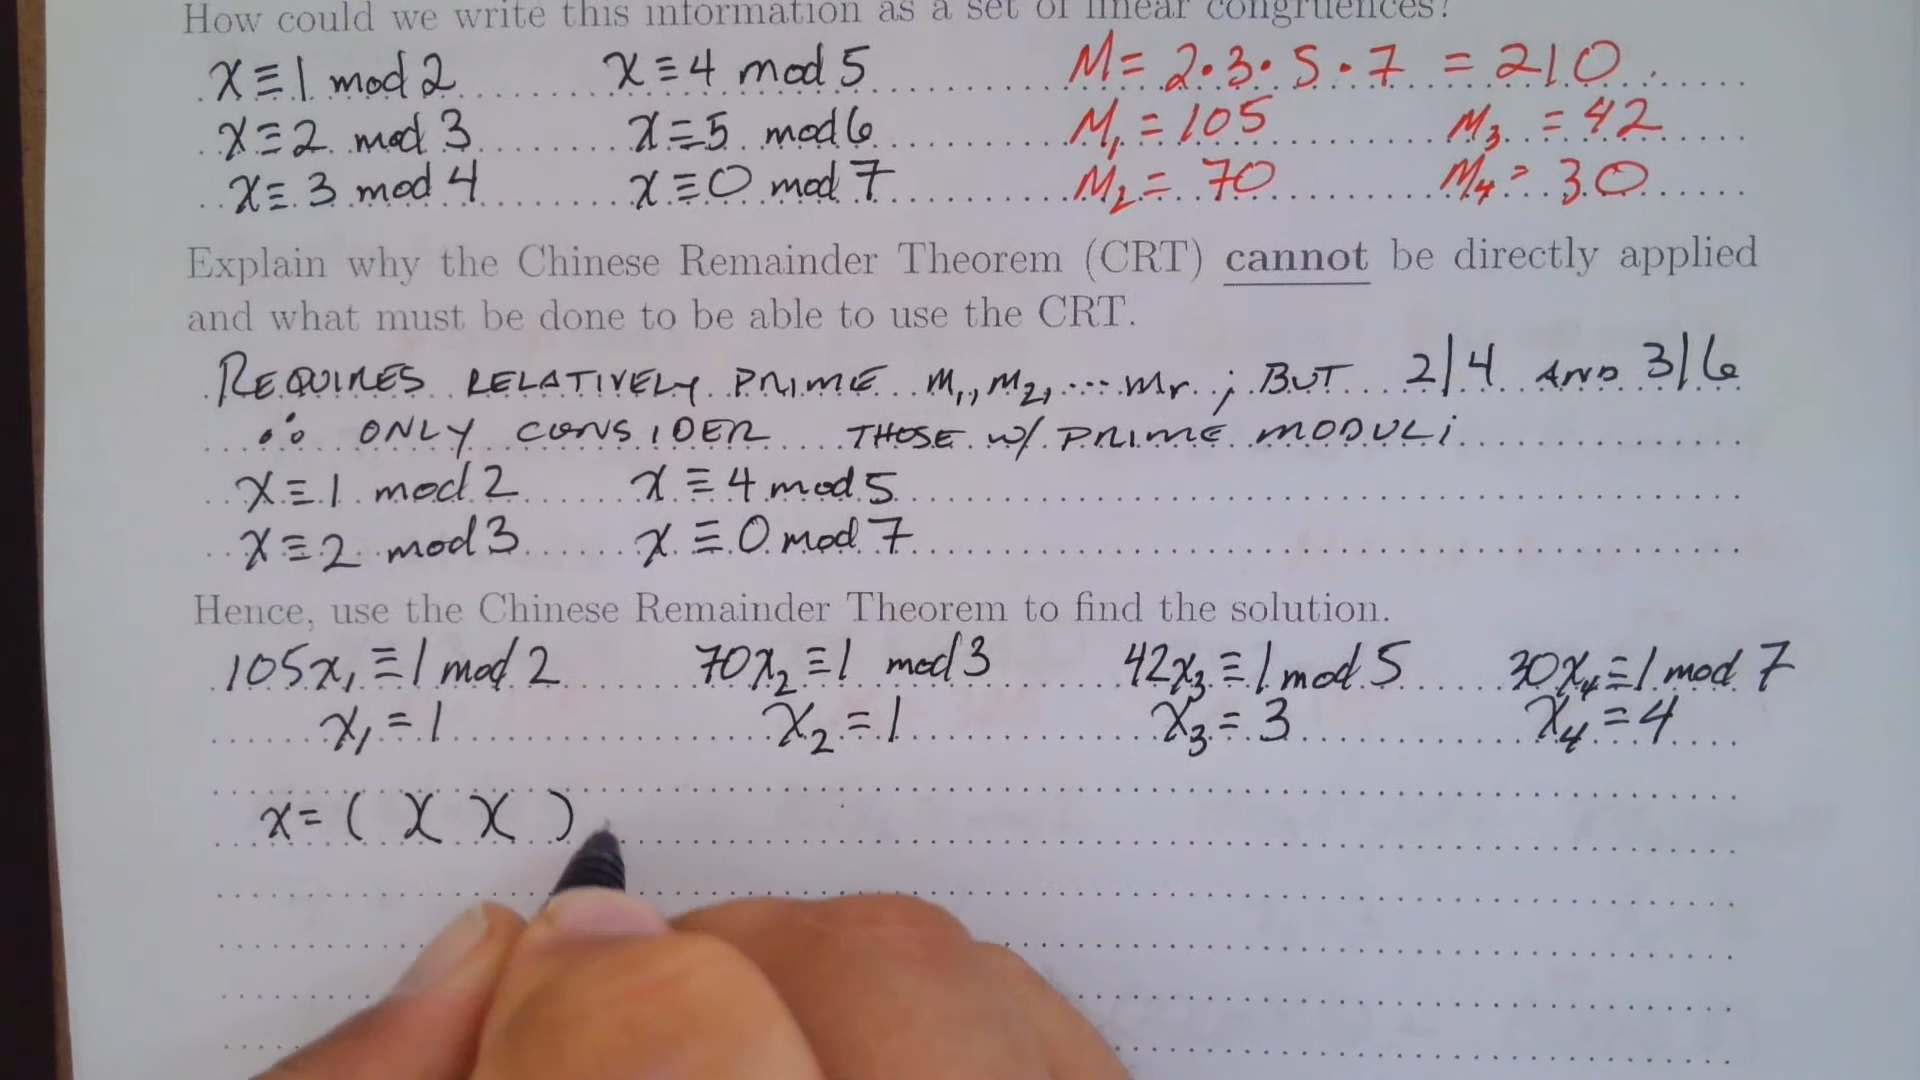 How could we write this information as a set of linear congruences?
x ≡ 1 mod 2 x ≡ 4 mod 5 M = 2·3·5·7 = 210
x ≡ 2 mod 3 x ≡ 5 mod 6 M₁ = 105 M₃ = 42
x ≡ 3 mod 4 x ≡ 0 mod 7 M₂ = 70 M₄ = 30
Explain why the Chinese Remainder Theorem (CRT) cannot be directly applied
and what must be done to be able to use the CRT.
REQUIRES RELATIVELY PRIME m₁, m₂, ... mr ; BUT 2|4 AND 3|6
∴ ONLY CONSIDER THOSE w/ PRIME MODULi
x ≡ 1 mod 2 x ≡ 4 mod 5
x ≡ 2 mod 3 x ≡ 0 mod 7
Hence, use the Chinese Remainder Theorem to find the solution.
105x₁ ≡ 1 mod 2 70x₂ ≡ 1 mod 3 42x₃ ≡ 1 mod 5 30x₄ ≡ 1 mod 7
x₁ = 1 x₂ = 1 x₃ = 3 x₄ = 4
x = ( X X )